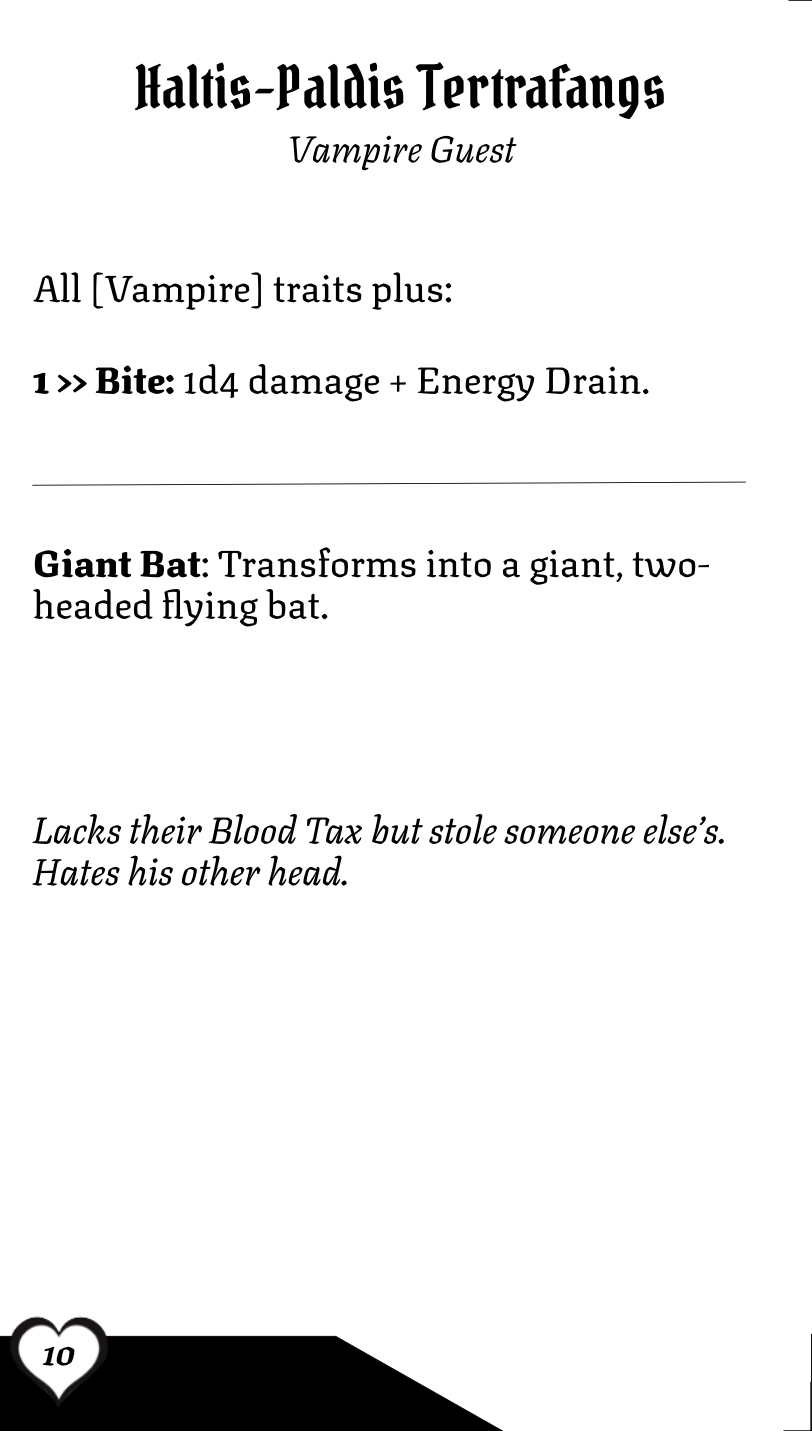 Haltis-Paldis Tertrafangs
Vampire Guest
All [Vampire] traits plus:
1 >> Bite: 1d4 damage + Energy Drain.
Giant Bat: Transforms into a giant, two-
headed flying bat.
Lacks their Blood Tax but stole someone else’s.
Hates his other head.
10